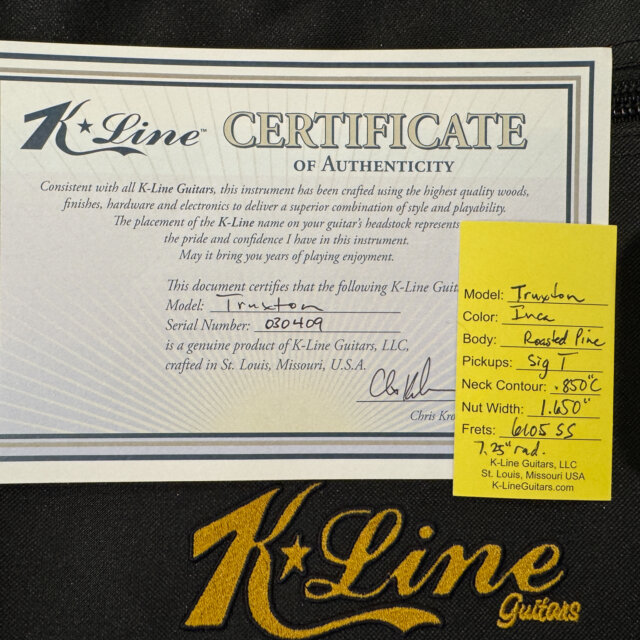 K Line™ CERTIFICATE
OF AUTHENTICITY
Consistent with all K-Line Guitars, this instrument has been crafted using the highest quality woods,
finishes, hardware and electronics to deliver a superior combination of style and playability.
The placement of the K-Line name on your guitar's headstock represents
the pride and confidence I have in this instrument.
May it bring you years of playing enjoyment.
This document certifies that the following K-Line Guit
Model: Truxton
Serial Number: 030409
is a genuine product of K-Line Guitars, LLC,
crafted in St. Louis, Missouri, U.S.A.
Chris Kro
Model: Truxton
Color: Inca
Body: Roasted Pine
Pickups: Sig T
Neck Contour: .850"C
Nut Width: 1.650"
Frets: 6105 SS
7.25" rad.
K-Line Guitars, LLC
St. Louis, Missouri USA
K-LineGuitars.com
K Line
Guitars